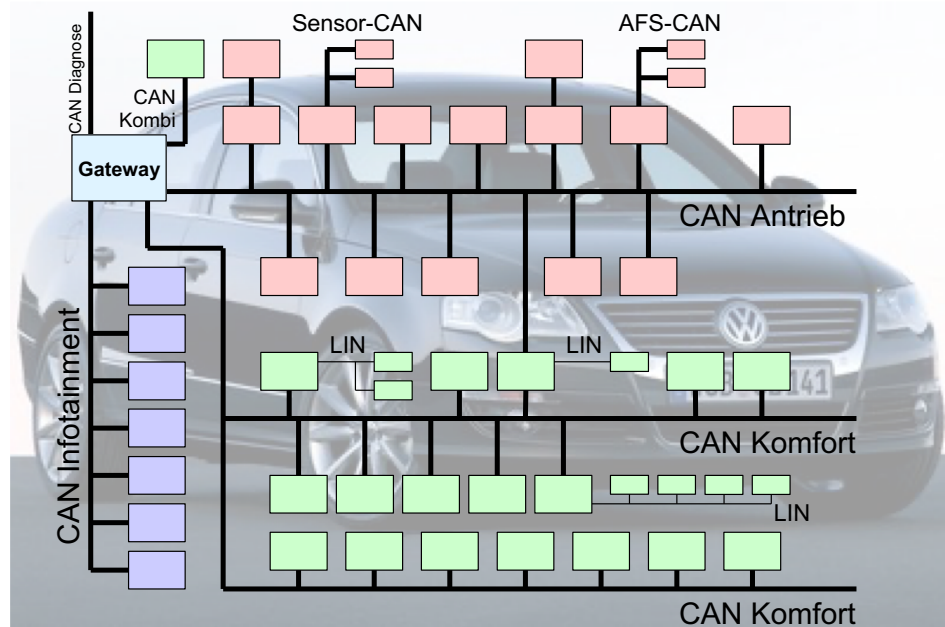 Sensor-CAN
AFS-CAN
CAN Diagnose
CAN
Kombi
Gateway
CAN Antrieb
CAN Infotainment
LIN
LIN
CAN Komfort
LIN
CAN Komfort